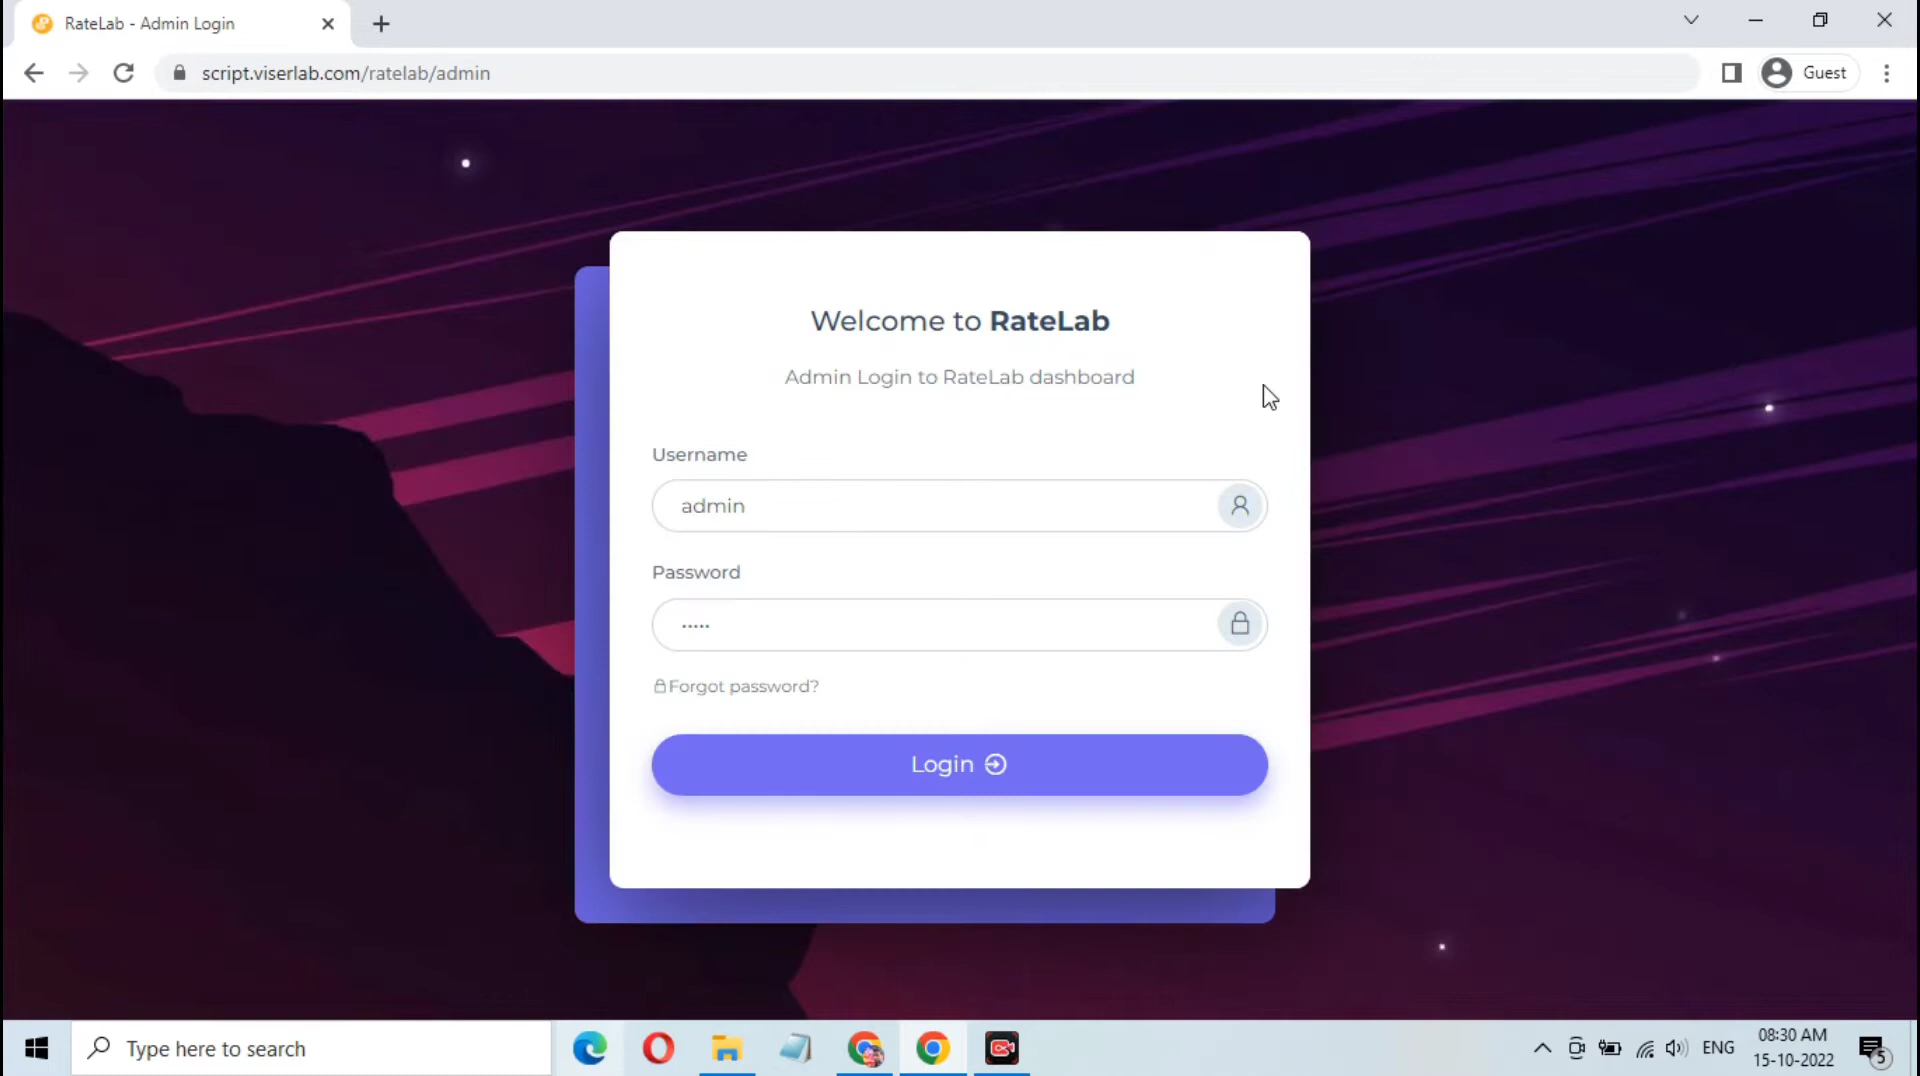 RateLab - Admin Login
script.viserlab.com/ratelab/admin
Guest
Welcome to RateLab
Admin Login to RateLab dashboard
Username
admin
Password
•••••
Forgot password?
Login
Type here to search
ENG
08:30 AM
15-10-2022
5